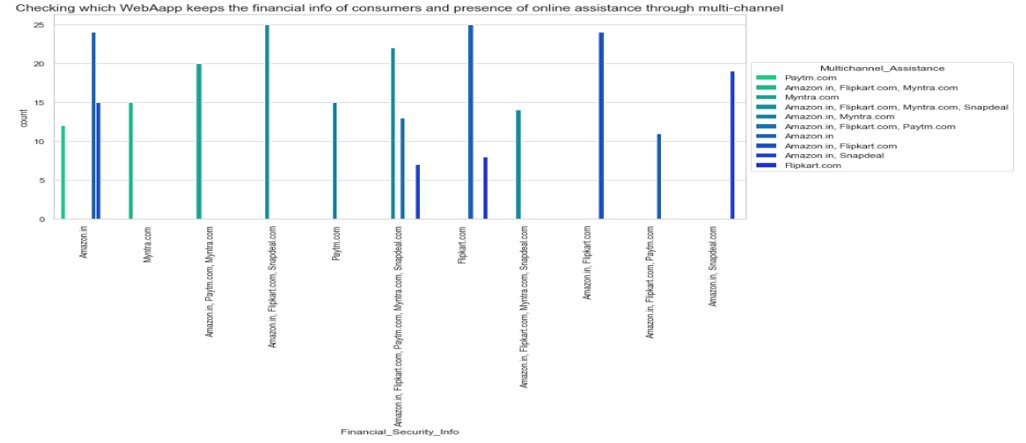 Checking which WebAapp keeps the financial info of consumers and presence of online assistance through multi-channel
25
20
15
10
5
0
count
Amazon.in
Myntra.com
Amazon.in, Paytm.com, Myntra.com
Amazon.in, Flipkart.com, Snapdeal.com
Paytm.com
Amazon.in, Flipkart.com, Paytm.com, Myntra.com, Snapdeal.com
Flipkart.com
Amazon.in, Flipkart.com, Myntra.com, Snapdeal.com
Amazon.in, Flipkart.com
Amazon.in, Flipkart.com, Paytm.com
Amazon.in, Snapdeal.com
Financial_Security_Info
Multichannel_Assistance
Paytm.com
Amazon.in, Flipkart.com, Myntra.com
Myntra.com
Amazon.in, Flipkart.com, Myntra.com, Snapdeal
Amazon.in, Myntra.com
Amazon.in, Flipkart.com, Paytm.com
Amazon.in
Amazon.in, Flipkart.com
Amazon.in, Snapdeal
Flipkart.com